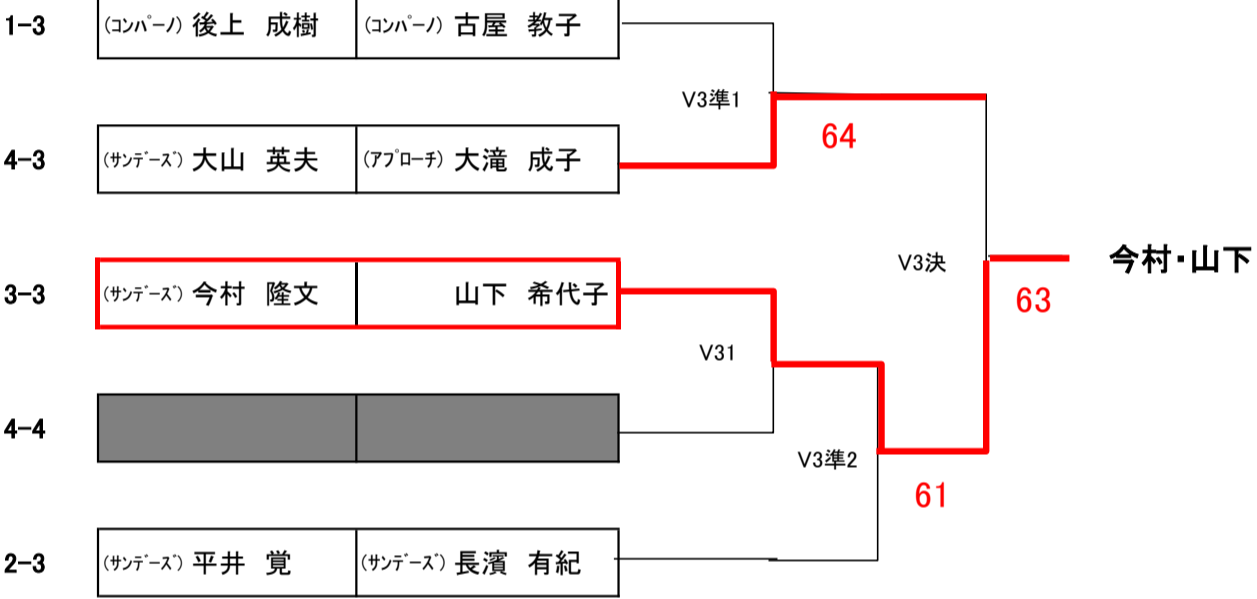 1-3 (コンパーノ) 後上 成樹 (コンパーノ) 古屋 教子
V3準1
64
4-3 (サンデーズ) 大山 英夫 (アプローチ) 大滝 成子
V3決
今村・山下
63
3-3 (サンデーズ) 今村 隆文 山下 希代子
V31
4-4
V3準2
61
2-3 (サンデーズ) 平井 覚 (サンデーズ) 長濱 有紀